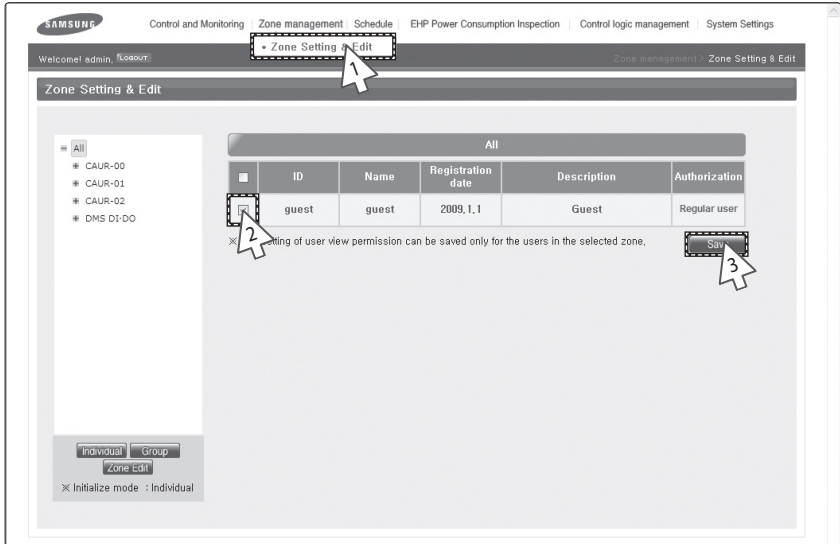 SAMSUNG
Control and Monitoring Zone management Schedule EHP Power Consumption Inspection Control logic management System Settings
• Zone Setting & Edit
1
Welcome! admin, LOGOUT
Zone management > Zone Setting & Edit
Zone Setting & Edit
All
CAUR-00
CAUR-01
CAUR-02
DMS DI·DO
All
ID Name Registration date Description Authorization
guest guest 2009. 1. 1 Guest Regular user
2
※ tting of user view permission can be saved only for the users in the selected zone.
Sav
3
Individual Group
Zone Edit
※ Initialize mode : Individual